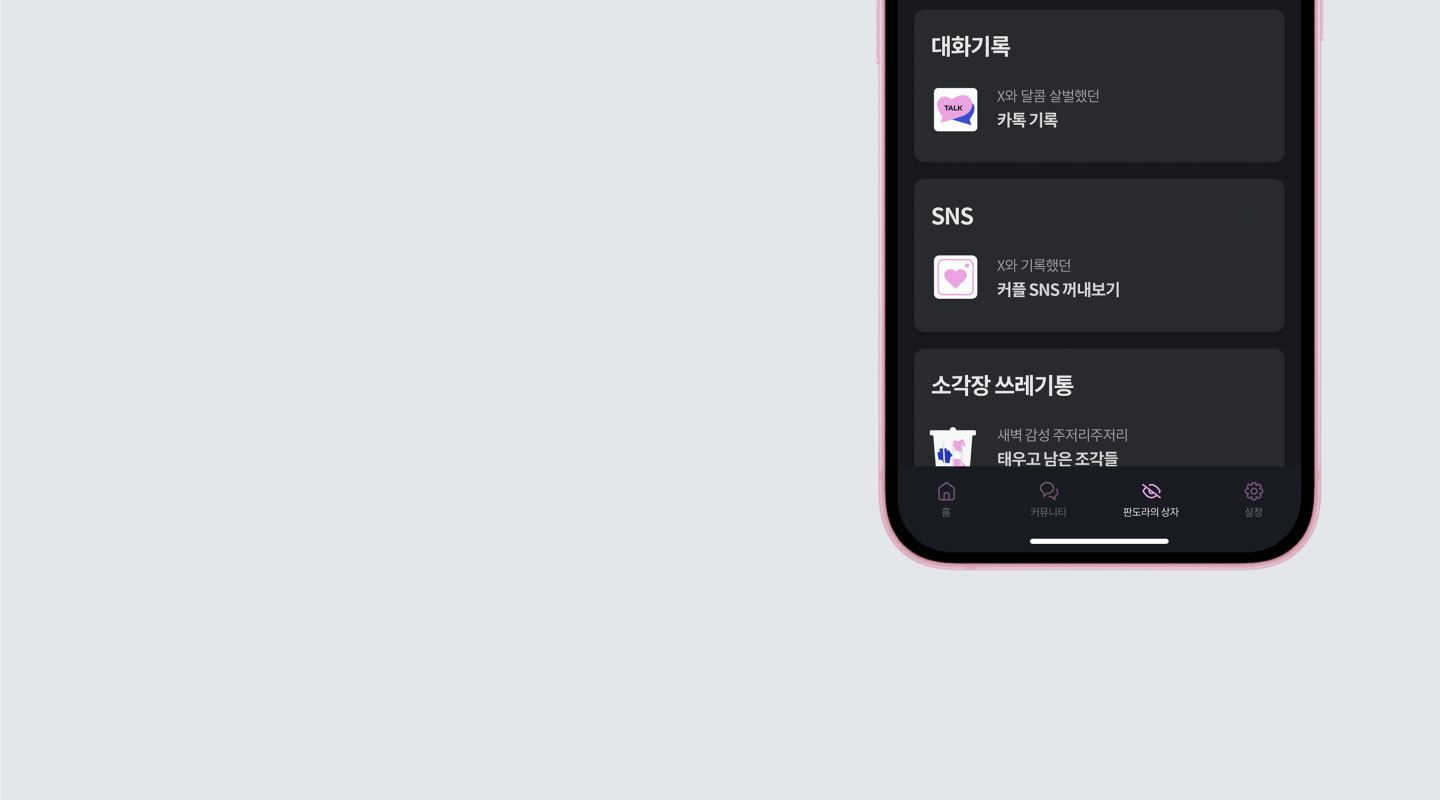 대화기록
TALK
X와 달콤 살벌했던
카톡 기록
SNS
X와 기록했던
커플 SNS 꺼내보기
소각장 쓰레기통
새벽 감성 주저리주저리
태우고 남은 조각들
홈
커뮤니티
판도라의 상자
설정